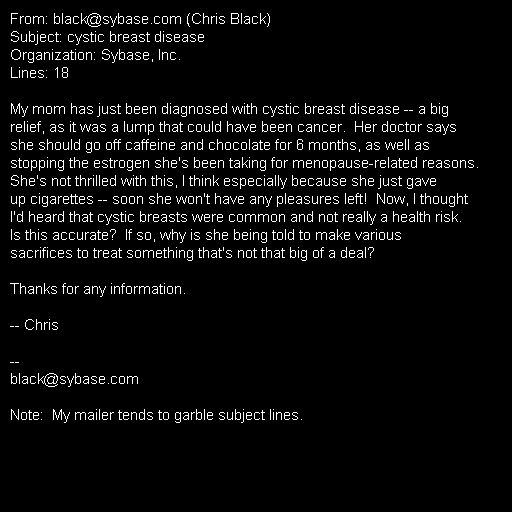 From: black@sybase.com (Chris Black)
Subject: cystic breast disease
Organization: Sybase, Inc.
Lines: 18

My mom has just been diagnosed with cystic breast disease -- a big
relief, as it was a lump that could have been cancer.  Her doctor says
she should go off caffeine and chocolate for 6 months, as well as
stopping the estrogen she's been taking for menopause-related reasons.
She's not thrilled with this, I think especially because she just gave
up cigarettes -- soon she won't have any pleasures left!  Now, I thought
I'd heard that cystic breasts were common and not really a health risk.
Is this accurate?  If so, why is she being told to make various
sacrifices to treat something that's not that big of a deal?

Thanks for any information.

-- Chris

--
black@sybase.com

Note:  My mailer tends to garble subject lines.